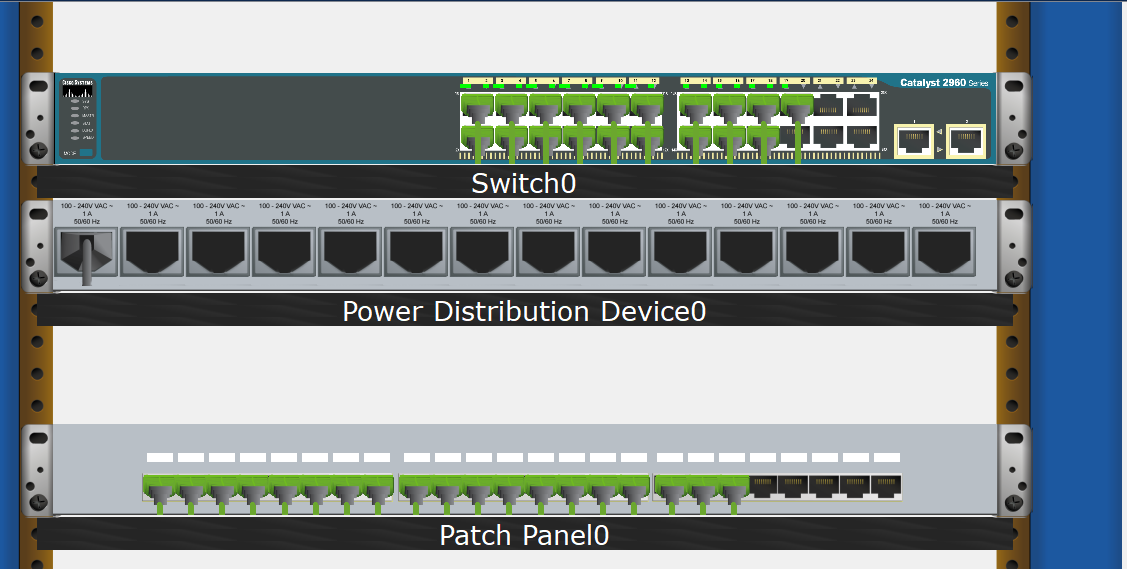 CISCO SYSTEMS
1 2 3 4 5 6 7 8 9 10 11 12 13 14 15 16 17 18 19 20 21 22 23 24
Catalyst 2960 Series
1 2
MODE
Switch0
100 - 240V VAC ~ 100 - 240V VAC ~ 100 - 240V VAC ~ 100 - 240V VAC ~ 100 - 240V VAC ~ 100 - 240V VAC ~ 100 - 240V VAC ~ 100 - 240V VAC ~ 100 - 240V VAC ~ 100 - 240V VAC ~ 100 - 240V VAC ~ 100 - 240V VAC ~ 100 - 240V VAC ~ 100 - 240V VAC ~
1 A 1 A 1 A 1 A 1 A 1 A 1 A 1 A 1 A 1 A 1 A 1 A 1 A 1 A
50/60 Hz 50/60 Hz 50/60 Hz 50/60 Hz 50/60 Hz 50/60 Hz 50/60 Hz 50/60 Hz 50/60 Hz 50/60 Hz 50/60 Hz 50/60 Hz 50/60 Hz 50/60 Hz
Power Distribution Device0
Patch Panel0